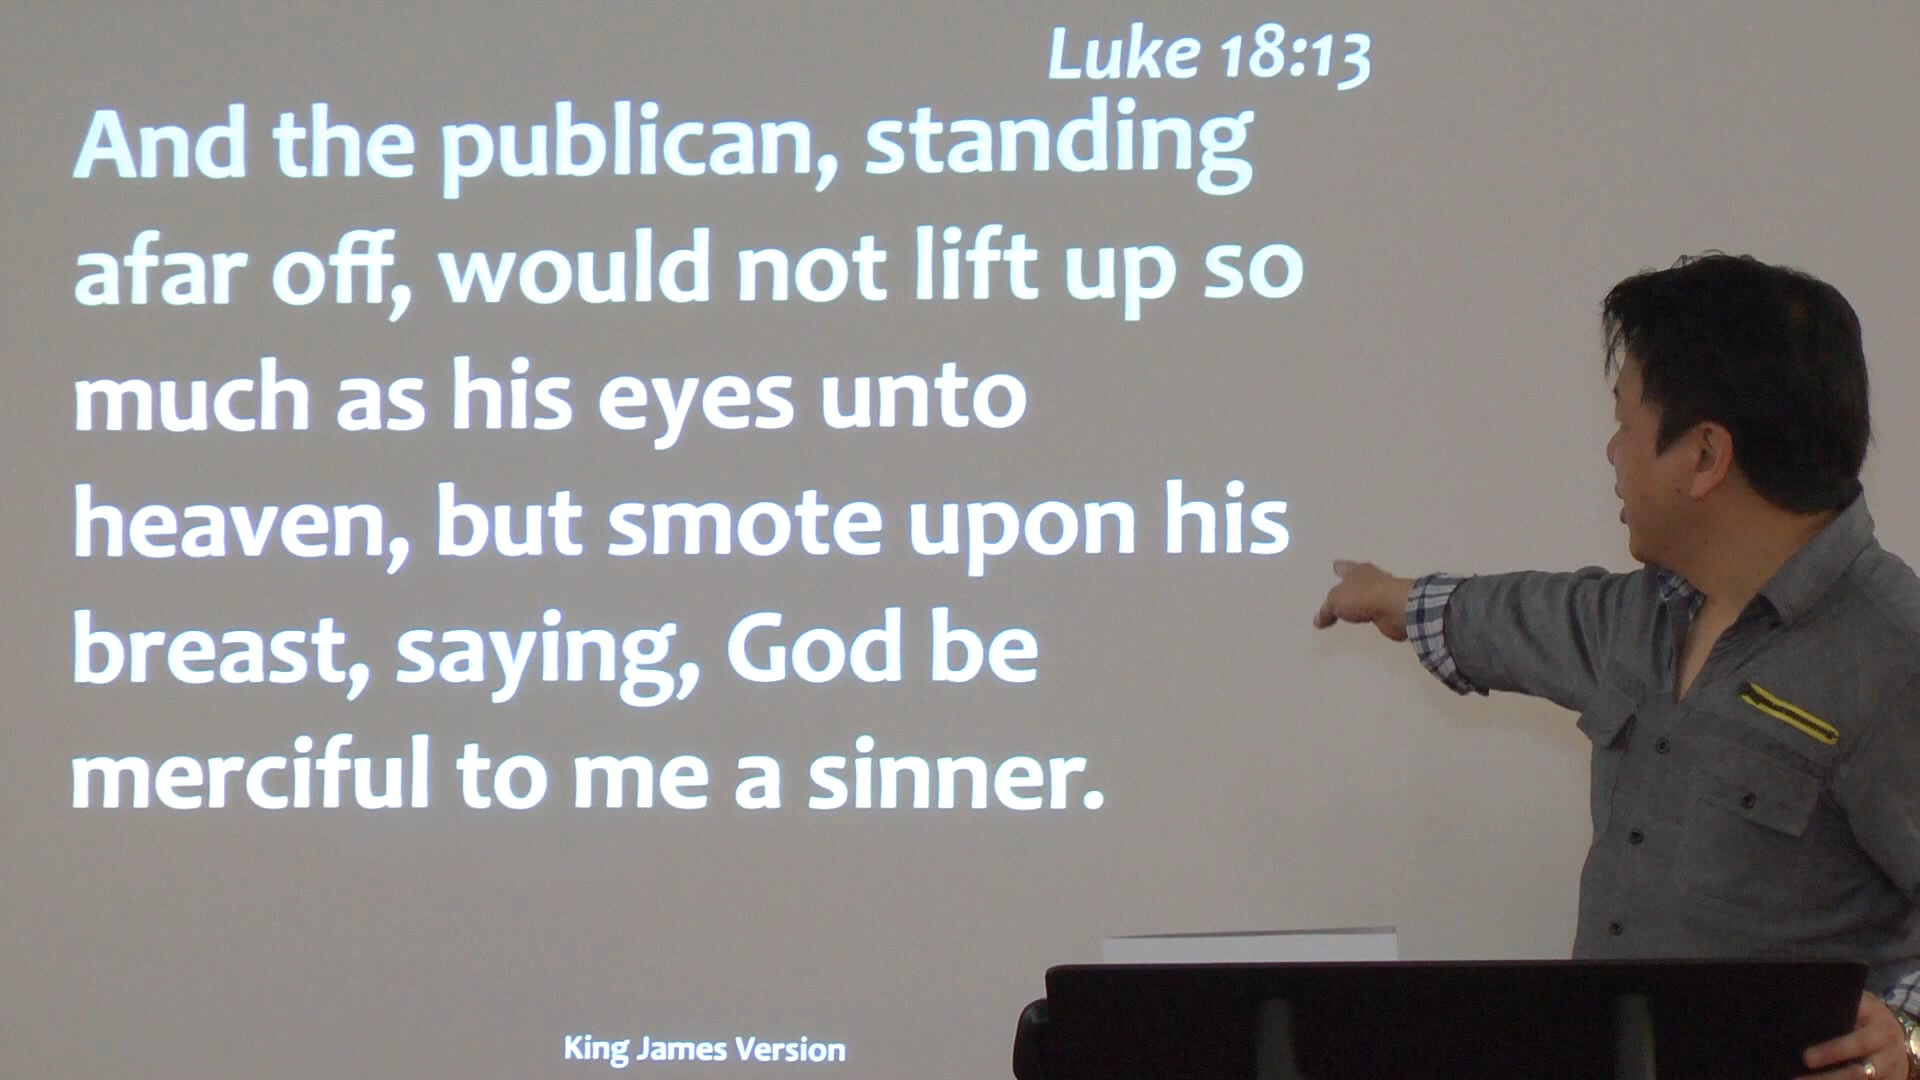 Luke 18:13
And the publican, standing
afar off, would not lift up so
much as his eyes unto
heaven, but smote upon his
breast, saying, God be
merciful to me a sinner.
King James Version